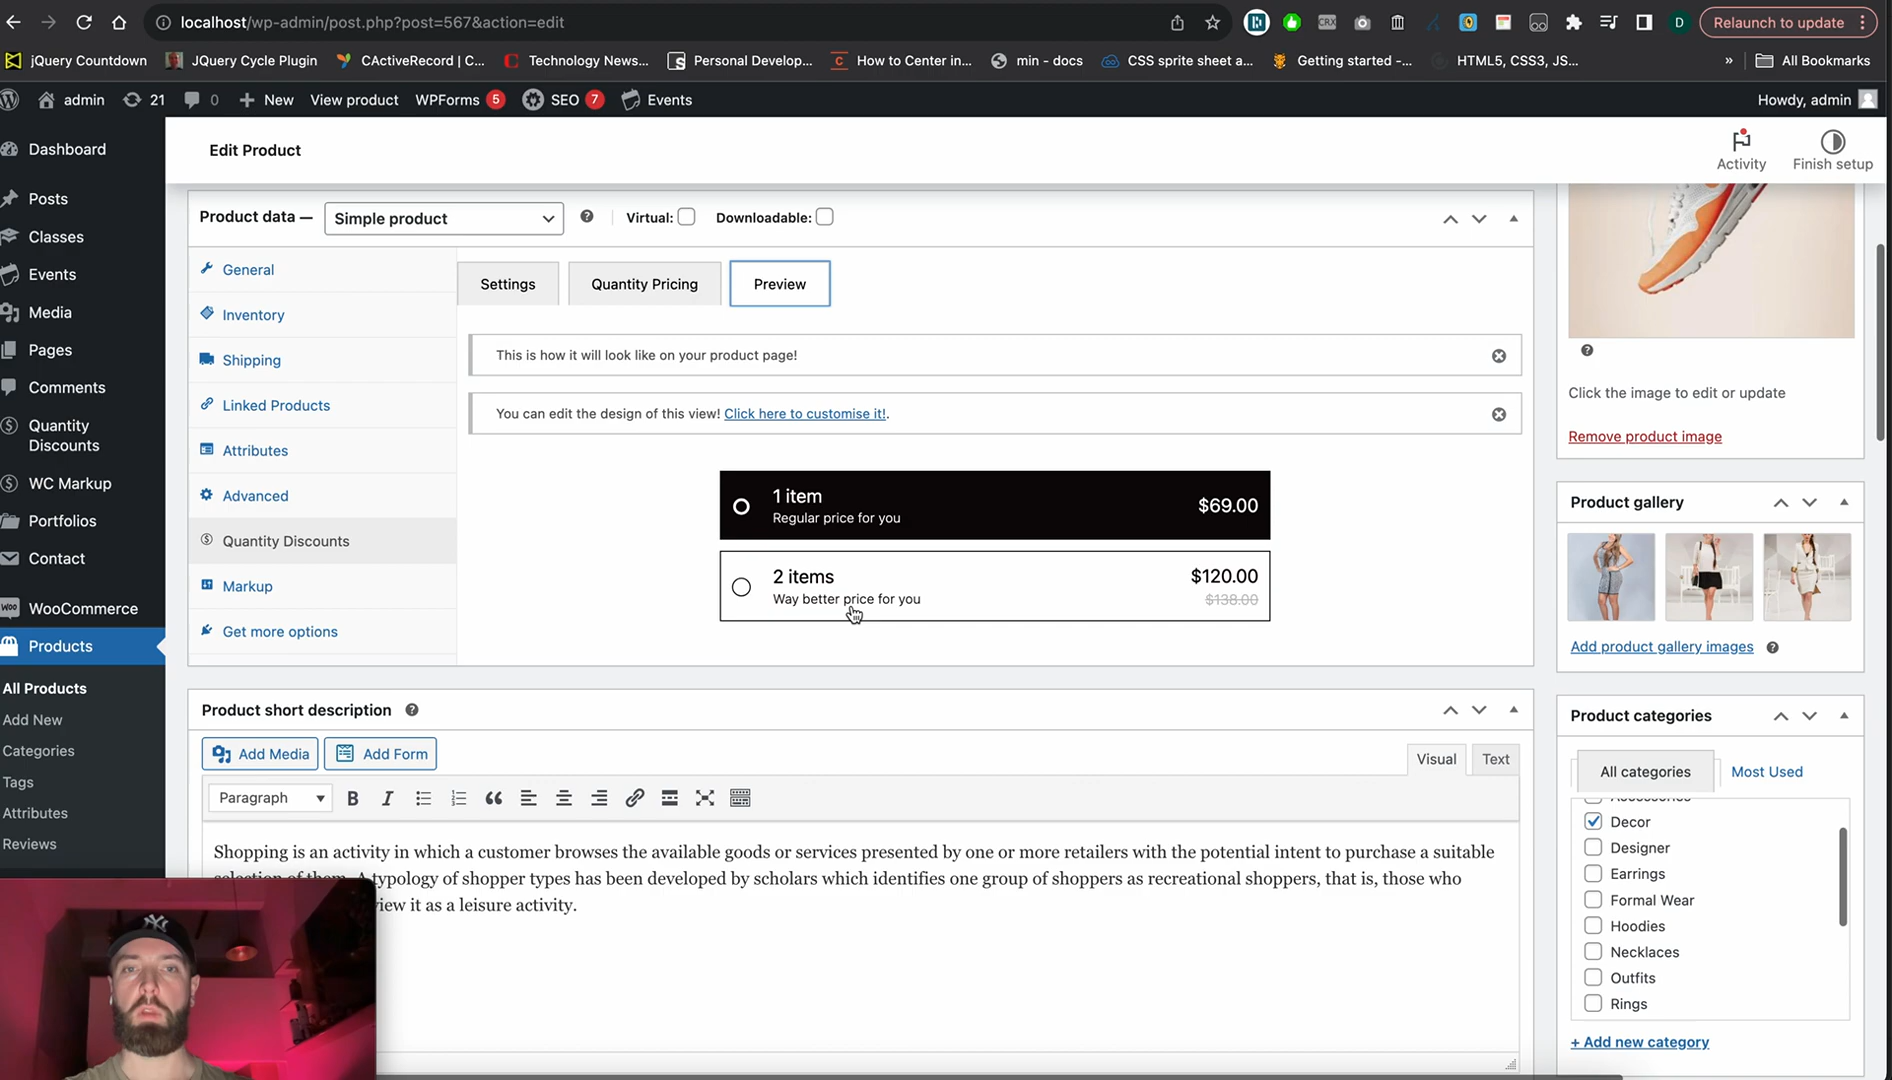 localhost/wp-admin/post.php?post=567&action=edit
Relaunch to update
D
jQuery Countdown
JQuery Cycle Plugin
CActiveRecord | C...
Technology News...
Personal Develop...
How to Center in...
min - docs
CSS sprite sheet a...
Getting started -...
HTML5, CSS3, JS...
»
All Bookmarks
admin
21
0
New
View product
WPForms 5
SEO 7
Events
Howdy, admin
Dashboard
Posts
Classes
Events
Media
Pages
Comments
Quantity
Discounts
WC Markup
Portfolios
Contact
WooCommerce
Products
All Products
Add New
Categories
Tags
Attributes
Reviews
Edit Product
Activity
Finish setup
Product data —
Simple product
Virtual:
Downloadable:
General
Inventory
Shipping
Linked Products
Attributes
Advanced
Quantity Discounts
Markup
Get more options
Settings
Quantity Pricing
Preview
This is how it will look like on your product page!
You can edit the design of this view! Click here to customise it!.
1 item
Regular price for you
$69.00
2 items
Way better price for you
$120.00
$138.00
Product short description
Add Media
Add Form
Visual
Text
Paragraph
Shopping is an activity in which a customer browses the available goods or services presented by one or more retailers with the potential intent to purchase a suitable
selection of them. A typology of shopper types has been developed by scholars which identifies one group of shoppers as recreational shoppers, that is, those who
view it as a leisure activity.
Click the image to edit or update
Remove product image
Product gallery
Add product gallery images
Product categories
All categories
Most Used
Accessories
Decor
Designer
Earrings
Formal Wear
Hoodies
Necklaces
Outfits
Rings
+ Add new category